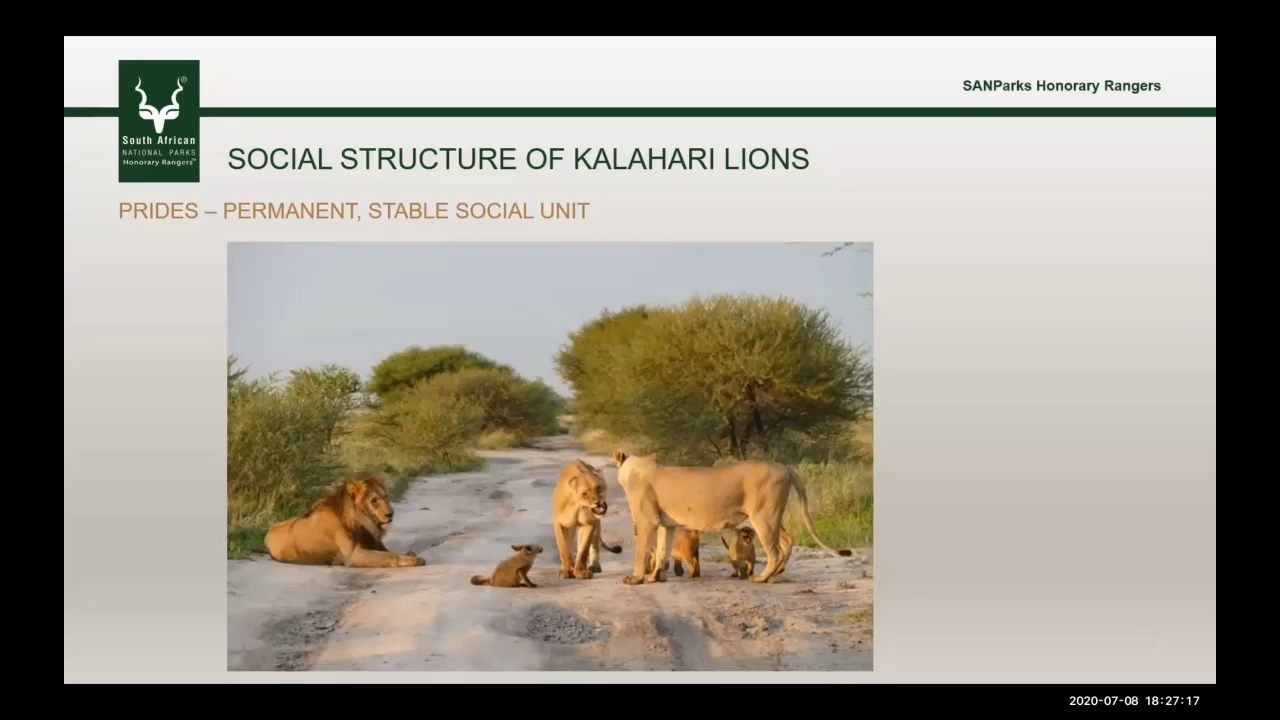 SANParks Honorary Rangers
South African
NATIONAL PARKS
Honorary Rangers™
SOCIAL STRUCTURE OF KALAHARI LIONS
PRIDES – PERMANENT, STABLE SOCIAL UNIT
2020-07-08 18:27:17